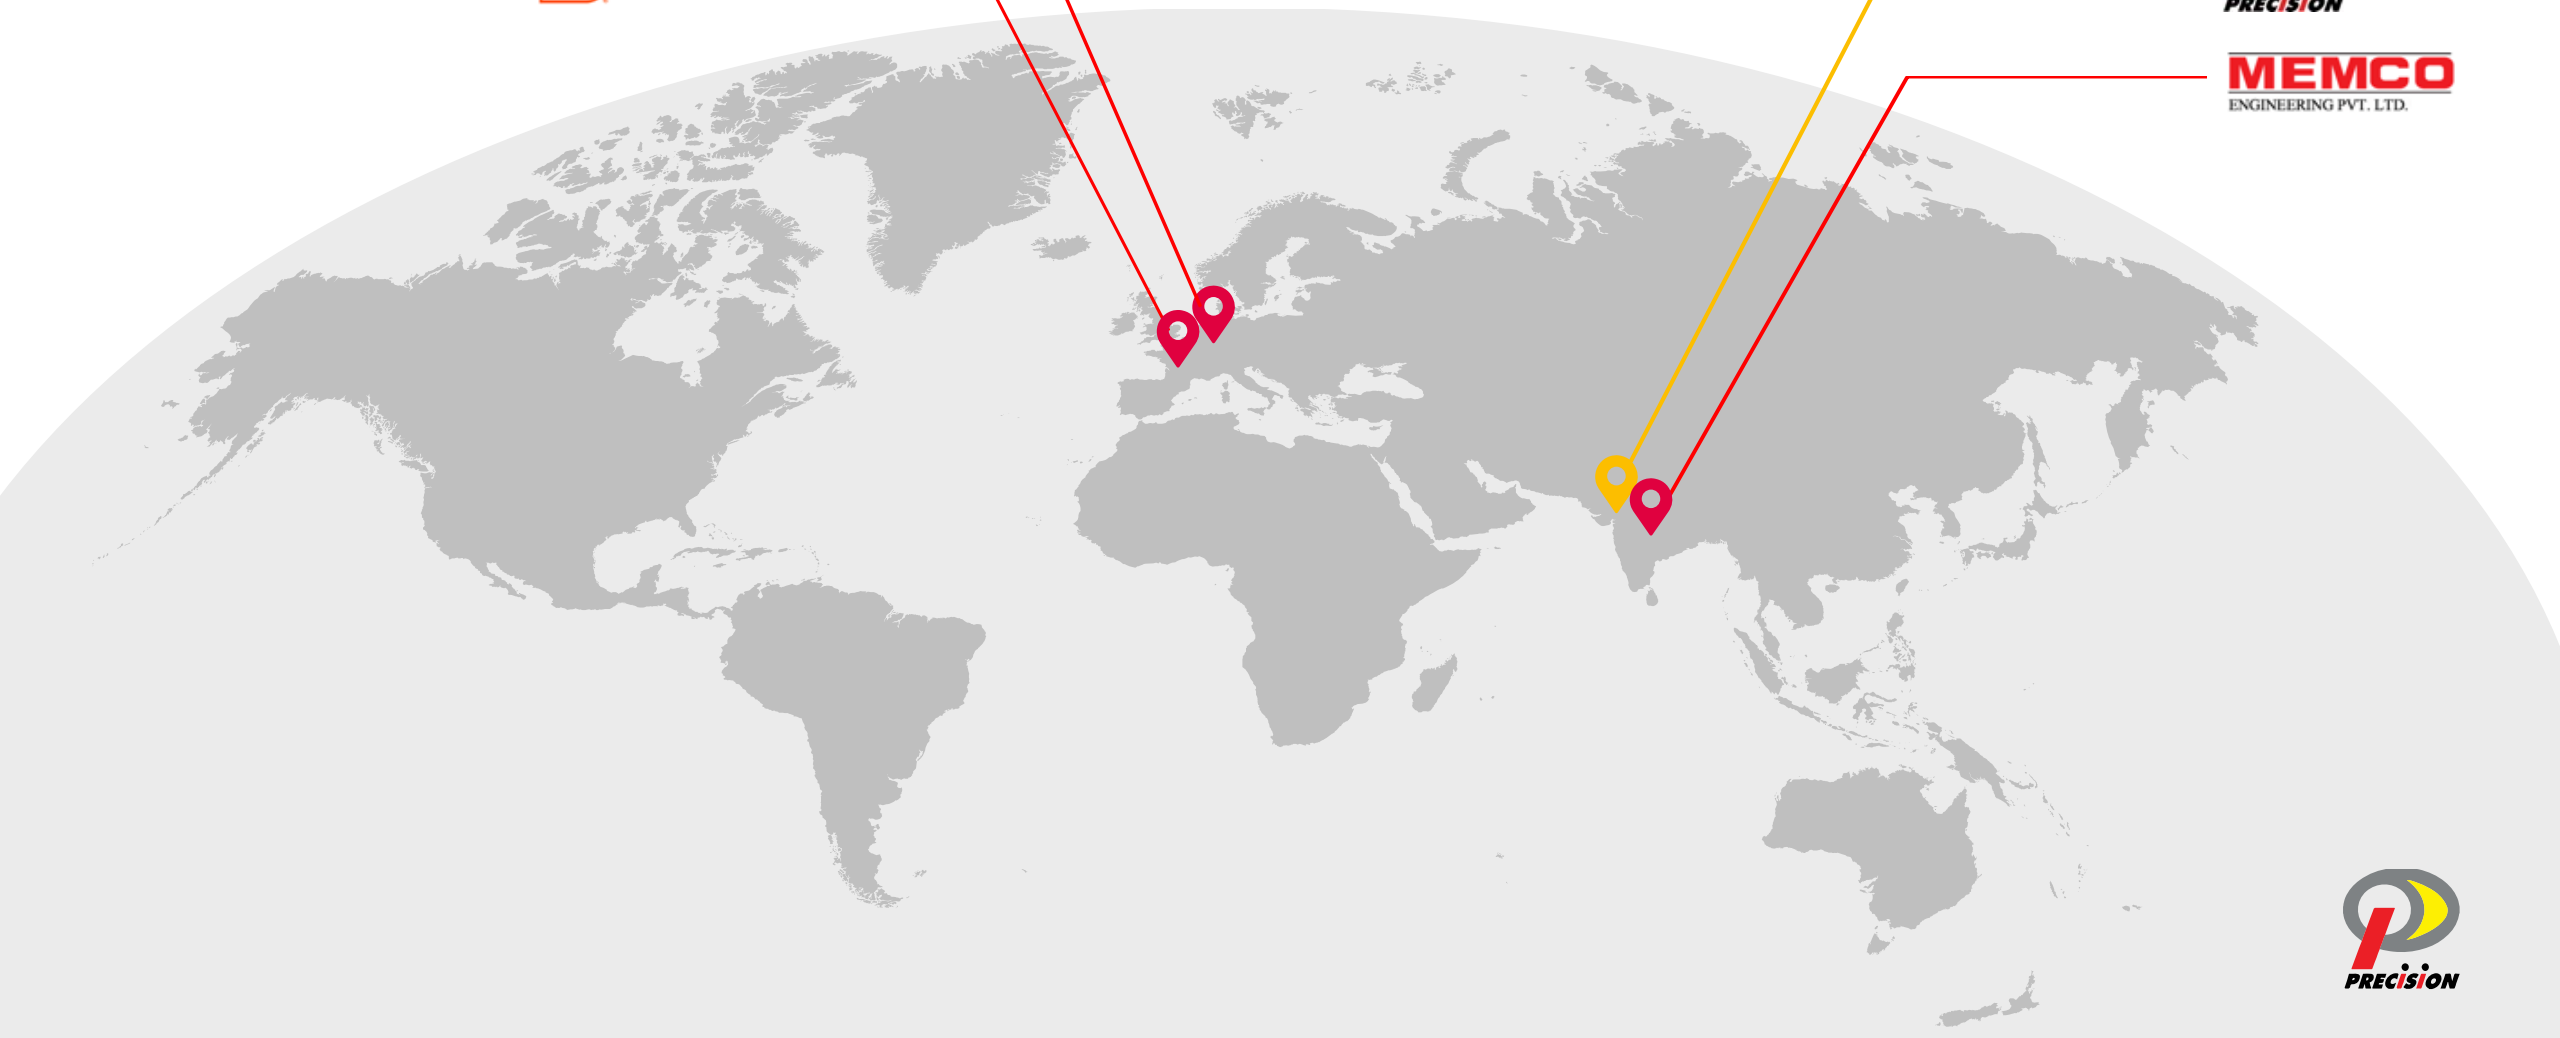 PRECISION
MEMCO
ENGINEERING PVT. LTD.
PRECISION